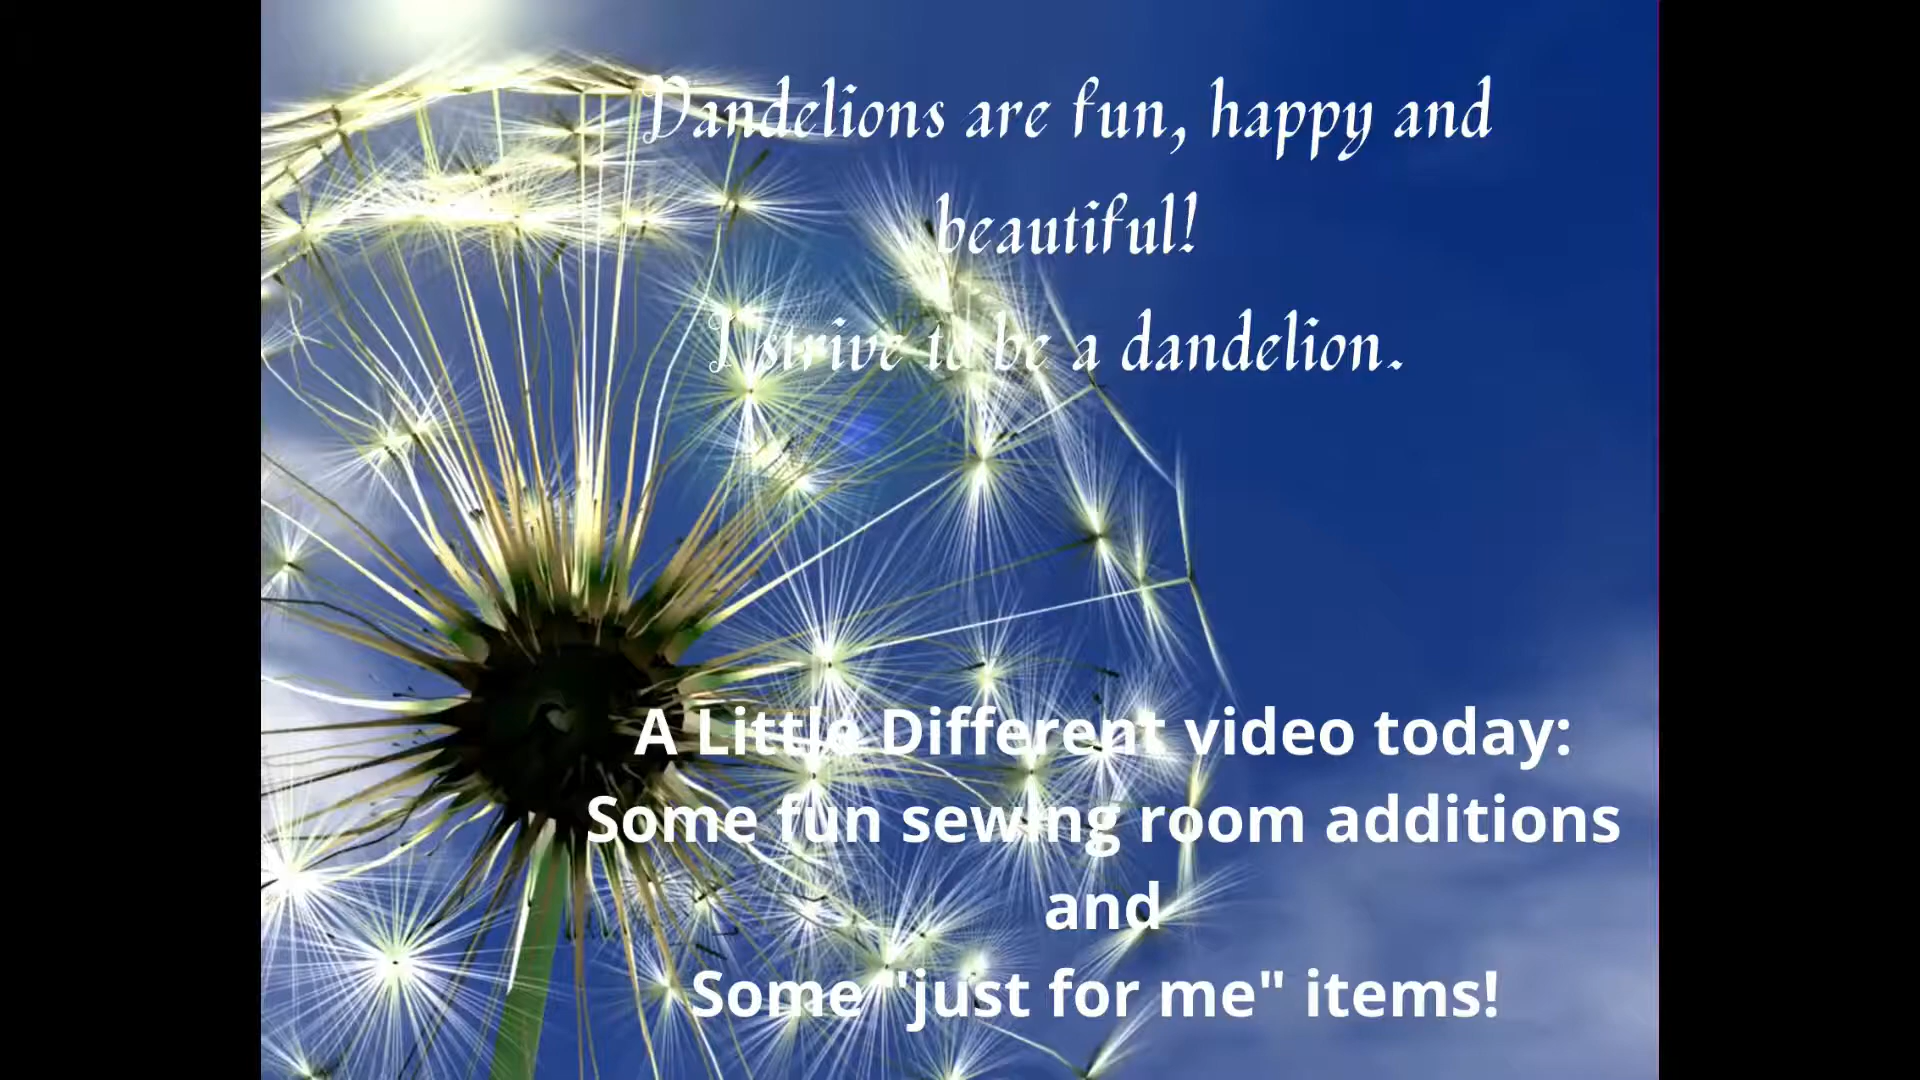 Dandelions are fun, happy and
beautiful!
I strive to be a dandelion.
A Little Different video today:
Some fun sewing room additions
and
Some "just for me" items!